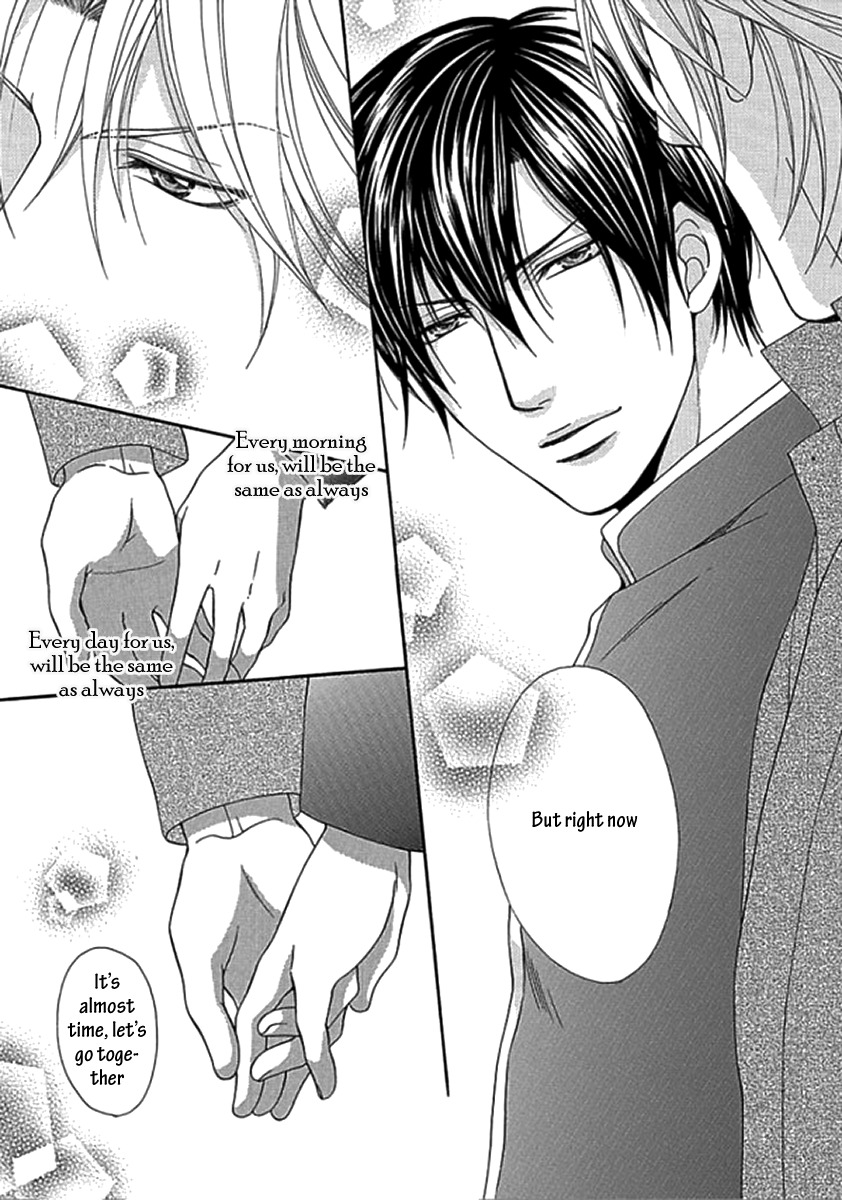 Every morning
for us, will be the
same as always
Every day for us,
will be the same
as always
But right now
It's
almost
time, let's
go toge-
ther